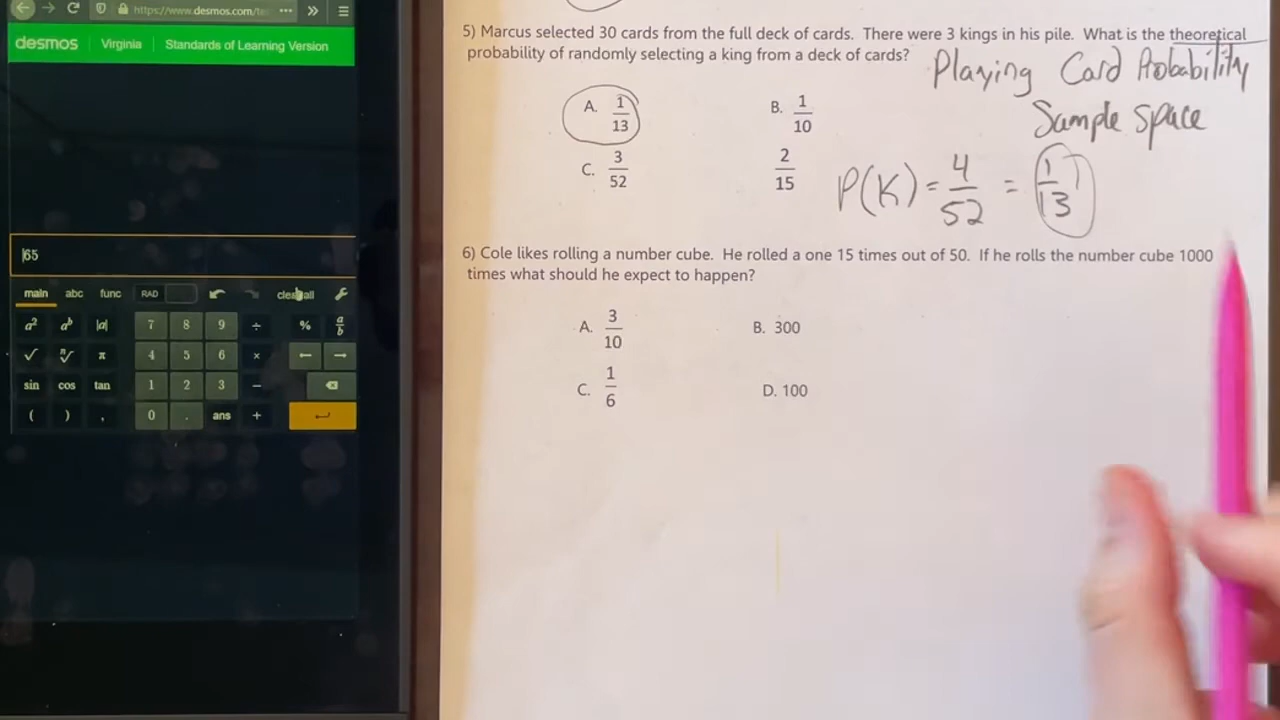 https://www.desmos.com/te
desmos Virginia Standards of Learning Version
65
main abc func RAD clear all
a² aᵇ |a| 7 8 9 ÷ % a/b
√ ⁿ√ π 4 5 6 × ← →
sin cos tan 1 2 3 −
( ) , 0 . ans +
5) Marcus selected 30 cards from the full deck of cards. There were 3 kings in his pile. What is the theoretical
probability of randomly selecting a king from a deck of cards?
Playing Card Probability
Sample Space
A. 1/13 B. 1/10
C. 3/52 2/15
P(K) = 4/52 = 1/13
6) Cole likes rolling a number cube. He rolled a one 15 times out of 50. If he rolls the number cube 1000
times what should he expect to happen?
A. 3/10 B. 300
C. 1/6 D. 100